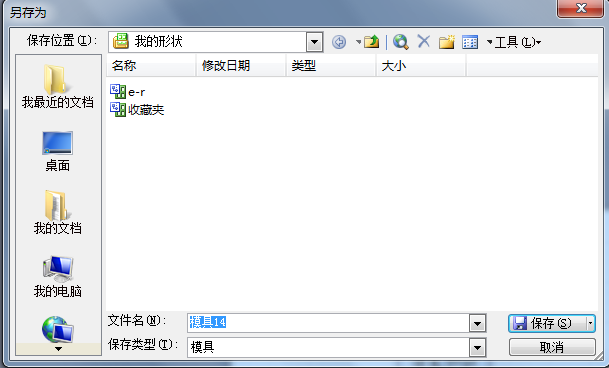 另存为
保存位置(I): 我的形状 工具(L)
名称 修改日期 类型 大小
e-r
收藏夹
我最近的文档
桌面
我的文档
我的电脑
文件名(N): 模具14 保存(S)
保存类型(T): 模具 取消